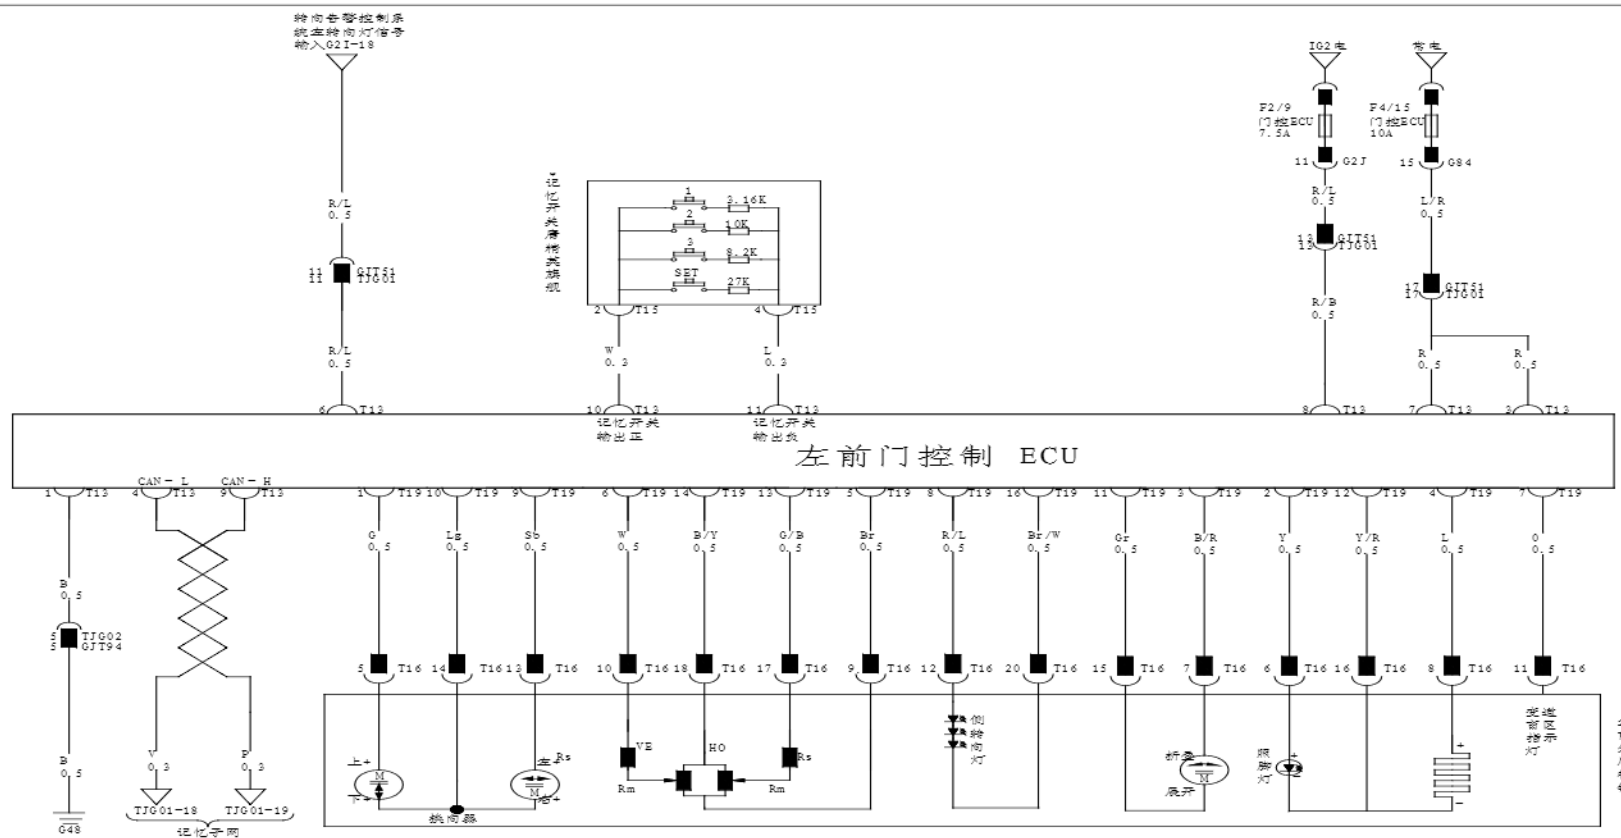 转向告警控制系
统左转向灯信号
输入G2I-18
IG2电
常电
F2/9
门控ECU
7.5A
F4/15
门控ECU
10A
11 G2J
15 G84
记忆开关
1
3.16K
2
10K
3
8.2K
SET
27K
2 T15
4 T15
R/L
0.5
R/L
0.5
L/R
0.5
11 GJT51
11 TJG01
13 GJT51
13 TJG01
17 GJT51
17 TJG01
R/L
0.5
W
0.3
L
0.3
R/B
0.5
R
0.5
R
0.5
6 T13
10 T13
11 T13
8 T13
7 T13
3 T13
记忆开关
输出正
记忆开关
输出负
左前门控制 ECU
CAN-L
CAN-H
1 T13
4 T13
9 T13
1 T19
10 T19
9 T19
6 T19
14 T19
13 T19
5 T19
8 T19
16 T19
11 T19
3 T19
2 T19
12 T19
4 T19
7 T19
G
0.5
Lg
0.5
Sb
0.5
W
0.5
B/Y
0.5
G/B
0.5
Br
0.5
R/L
0.5
Br/W
0.5
Gr
0.5
B/R
0.5
Y
0.5
Y/R
0.5
L
0.5
O
0.5
B
0.5
5 TJG02
5 GJT94
5 T16
14 T16
13 T16
10 T16
18 T16
17 T16
9 T16
12 T16
20 T16
15 T16
7 T16
6 T16
16 T16
8 T16
11 T16
B
0.5
V
0.3
P
0.3
上+
M
下+
左+
Rs
M
右+
换向器
VE
HO
Rs
Rm
Rm
侧转向灯
折叠
M
展开
照脚灯
+
-
+
-
变道
盲区
指示
灯
TJG01-18
TJG01-19
记忆子网
G48